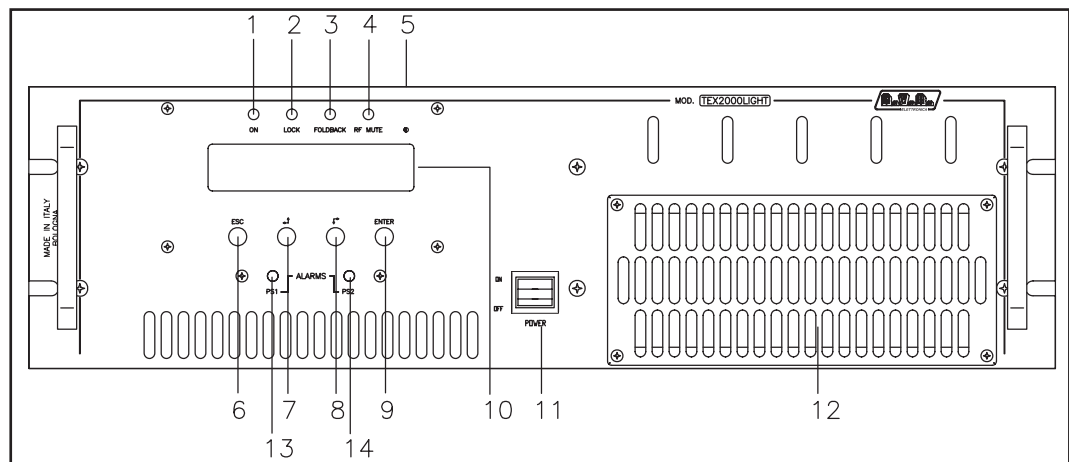 1 2 3 4 5
MOD. TEX2000LIGHT
R.V.R.
ELETTRONICA
ON LOCK FOLDBACK RF MUTE
MADE IN ITALY
BOLOGNA
ESC ENTER
ALARMS
PS1 PS2
ON
OFF
POWER
6 7 8 9 10 11 12
13 14